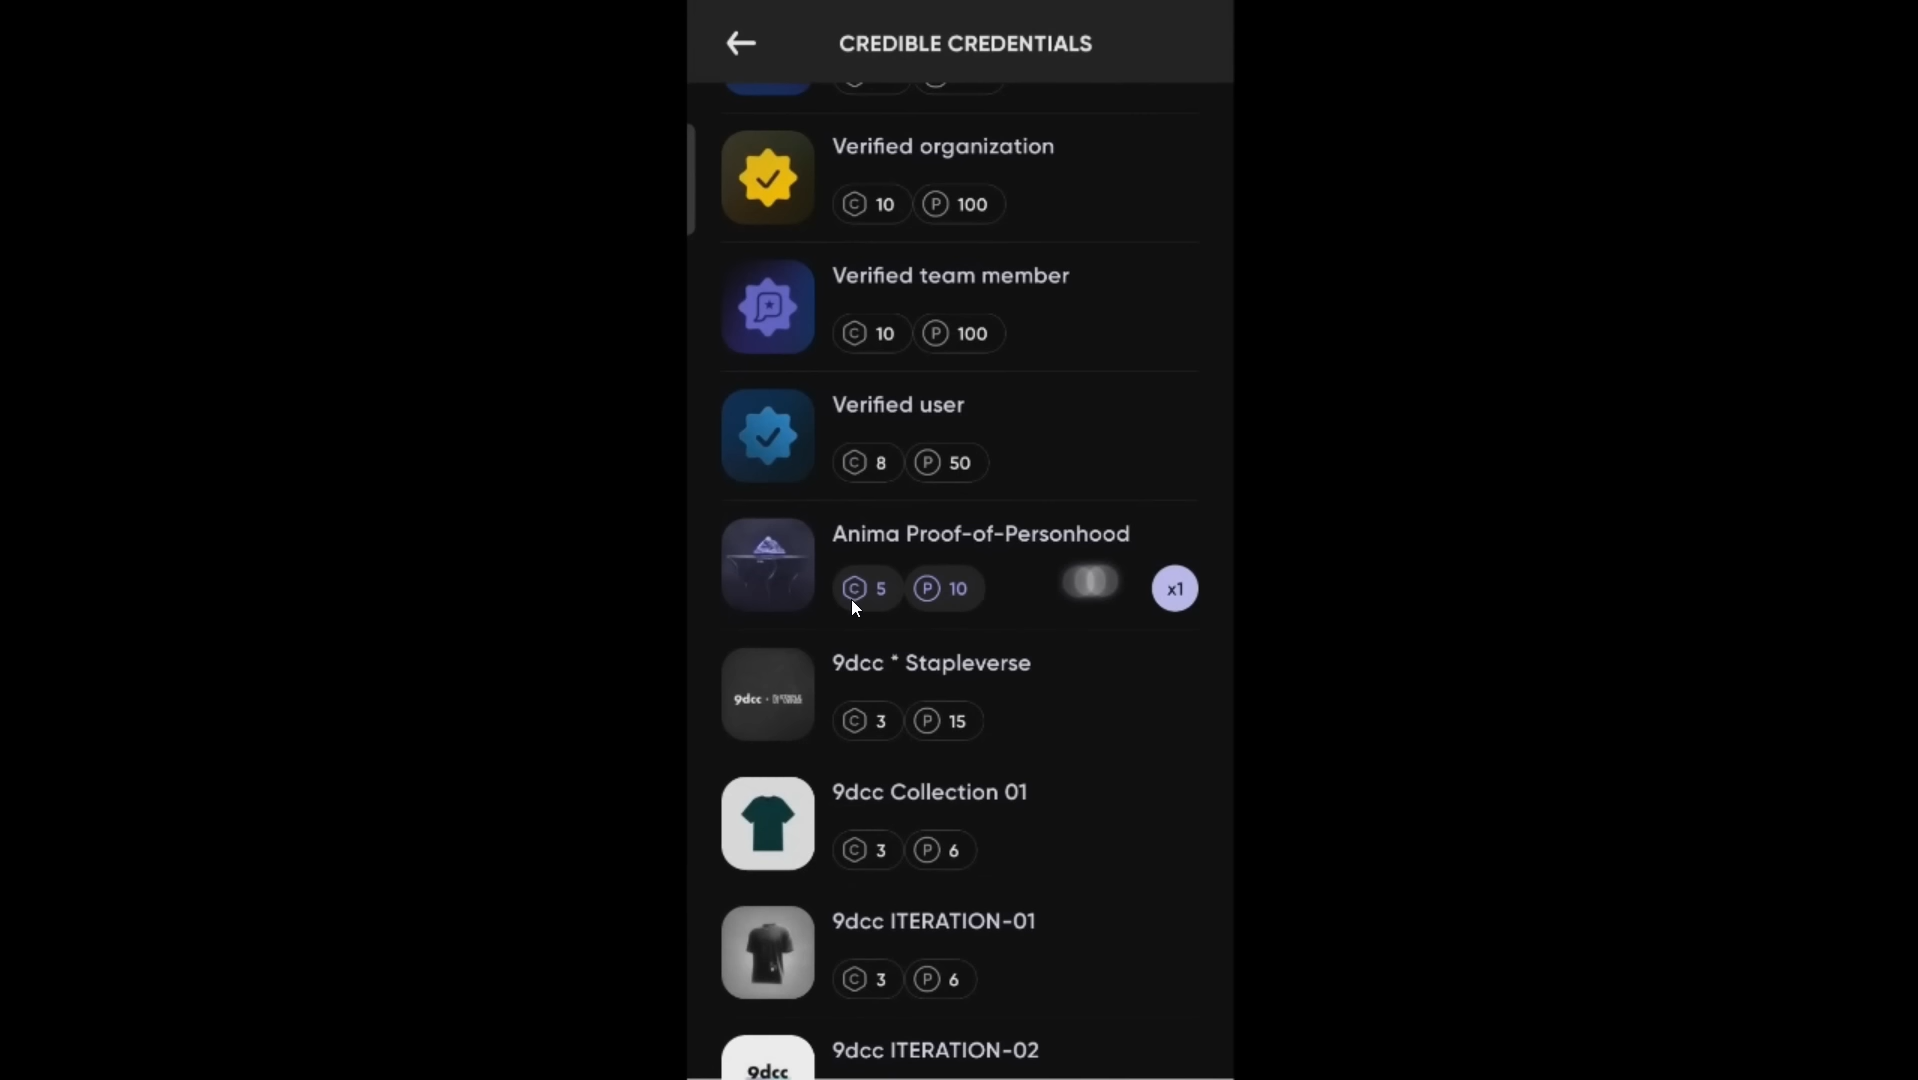 CREDIBLE CREDENTIALS
Verified organization
C 10 P 100
Verified team member
C 10 P 100
Verified user
C 8 P 50
Anima Proof-of-Personhood
C 5 P 10 x1
9dcc * Stapleverse
9dcc
C 3 P 15
9dcc Collection 01
C 3 P 6
9dcc ITERATION-01
C 3 P 6
9dcc ITERATION-02
9dcc